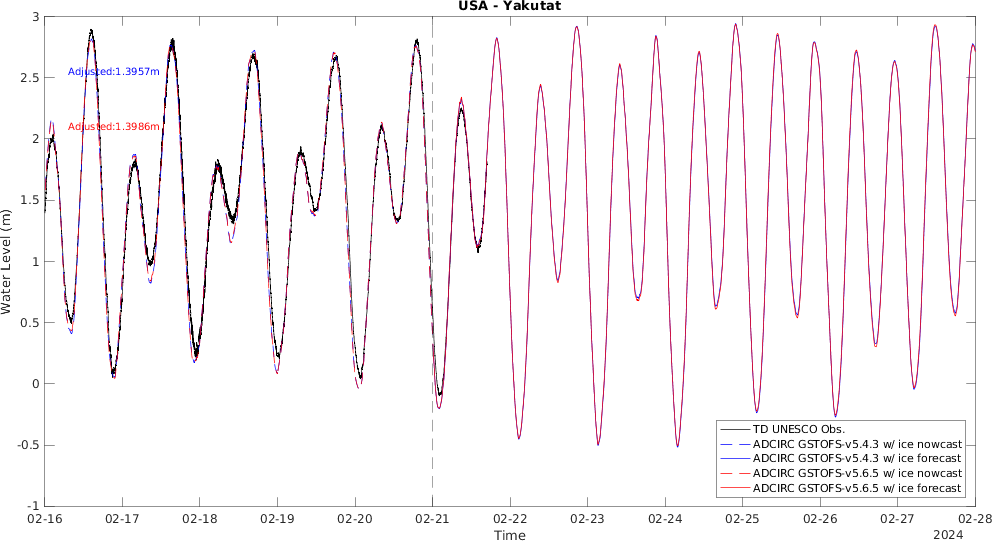 USA - Yakutat
Water Level (m)
3
2.5
2
1.5
1
0.5
0
-0.5
-1
Adjusted:1.3957m
Adjusted:1.3986m
TD UNESCO Obs.
ADCIRC GSTOFS-v5.4.3 w/ ice nowcast
ADCIRC GSTOFS-v5.4.3 w/ ice forecast
ADCIRC GSTOFS-v5.6.5 w/ ice nowcast
ADCIRC GSTOFS-v5.6.5 w/ ice forecast
02-16 02-17 02-18 02-19 02-20 02-21 02-22 02-23 02-24 02-25 02-26 02-27 02-28
Time
2024